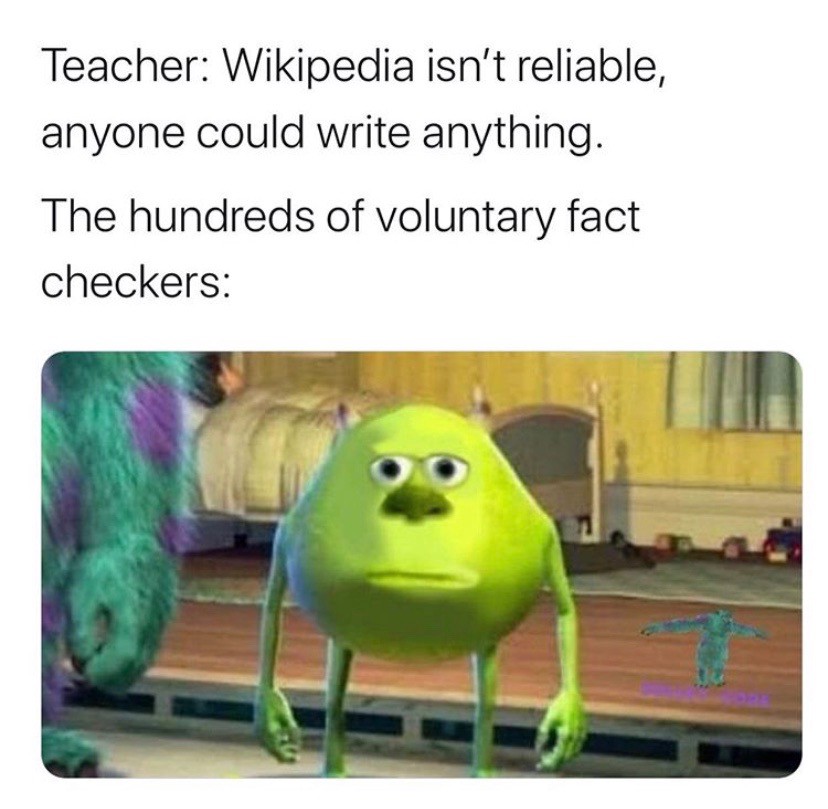 Teacher: Wikipedia isn’t reliable,
anyone could write anything.
The hundreds of voluntary fact
checkers: